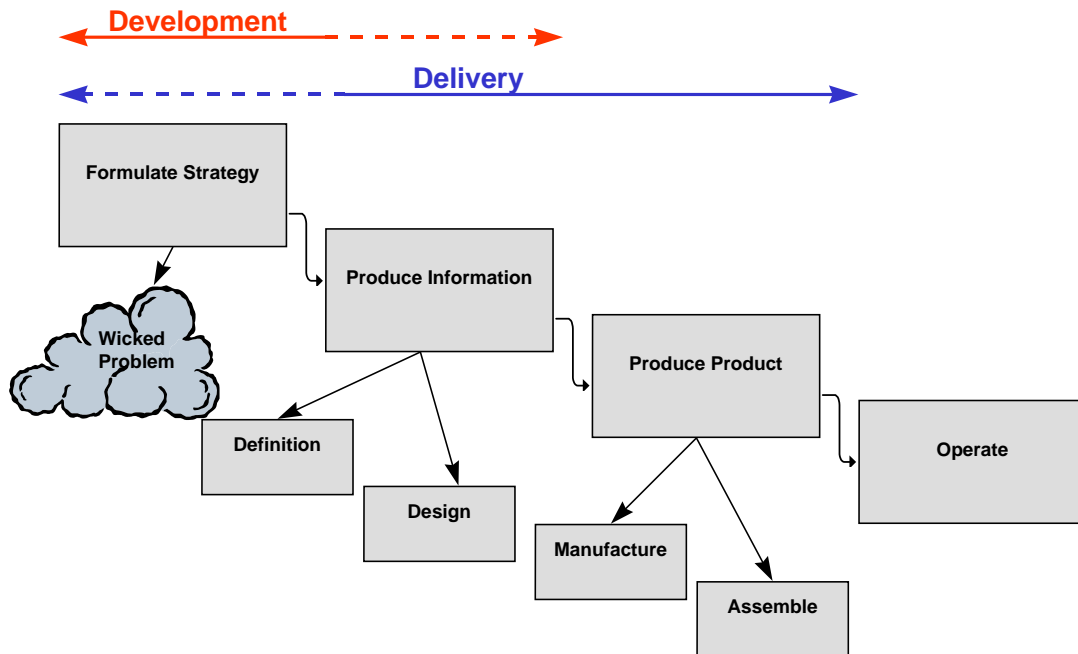 Development
Delivery
Formulate Strategy
Produce Information
Wicked
Problem
Produce Product
Definition
Operate
Design
Manufacture
Assemble